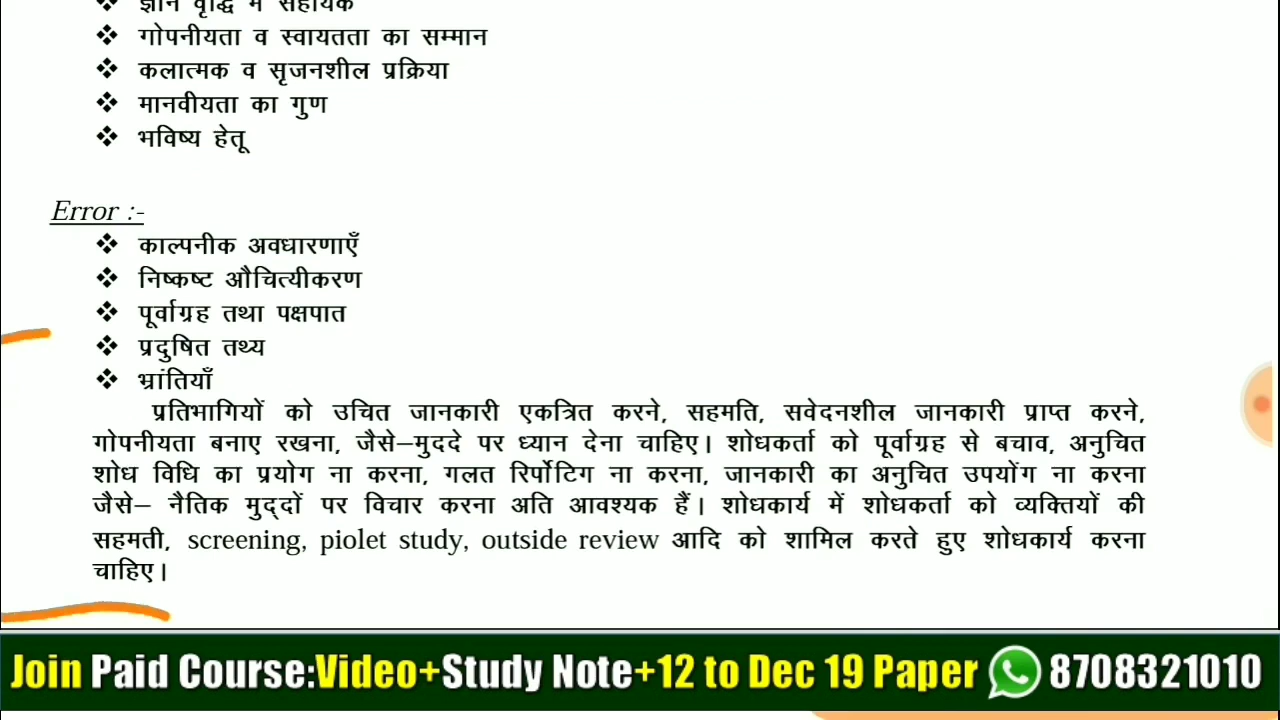 ज्ञान वृद्धि में सहायक
❖ गोपनीयता व स्वायतता का सम्मान
❖ कलात्मक व सृजनशील प्रक्रिया
❖ मानवीयता का गुण
❖ भविष्य हेतू
Error :-
❖ काल्पनीक अवधारणाएँ
❖ निष्कष्ट औचित्यीकरण
❖ पूर्वाग्रह तथा पक्षपात
❖ प्रदुषित तथ्य
❖ भ्रांतियाँ
प्रतिभागियों को उचित जानकारी एकत्रित करने, सहमति, सवेदनशील जानकारी प्राप्त करने,
गोपनीयता बनाए रखना, जैसे–मुददे पर ध्यान देना चाहिए। शोधकर्ता को पूर्वाग्रह से बचाव, अनुचित
शोध विधि का प्रयोग ना करना, गलत रिर्पोटिग ना करना, जानकारी का अनुचित उपयोंग ना करना
जैसे– नैतिक मुद्दों पर विचार करना अति आवश्यक हैं। शोधकार्य में शोधकर्ता को व्यक्तियों की
सहमती, screening, piolet study, outside review आदि को शामिल करते हुए शोधकार्य करना
चाहिए।
Join Paid Course:Video+Study Note+12 to Dec 19 Paper 8708321010